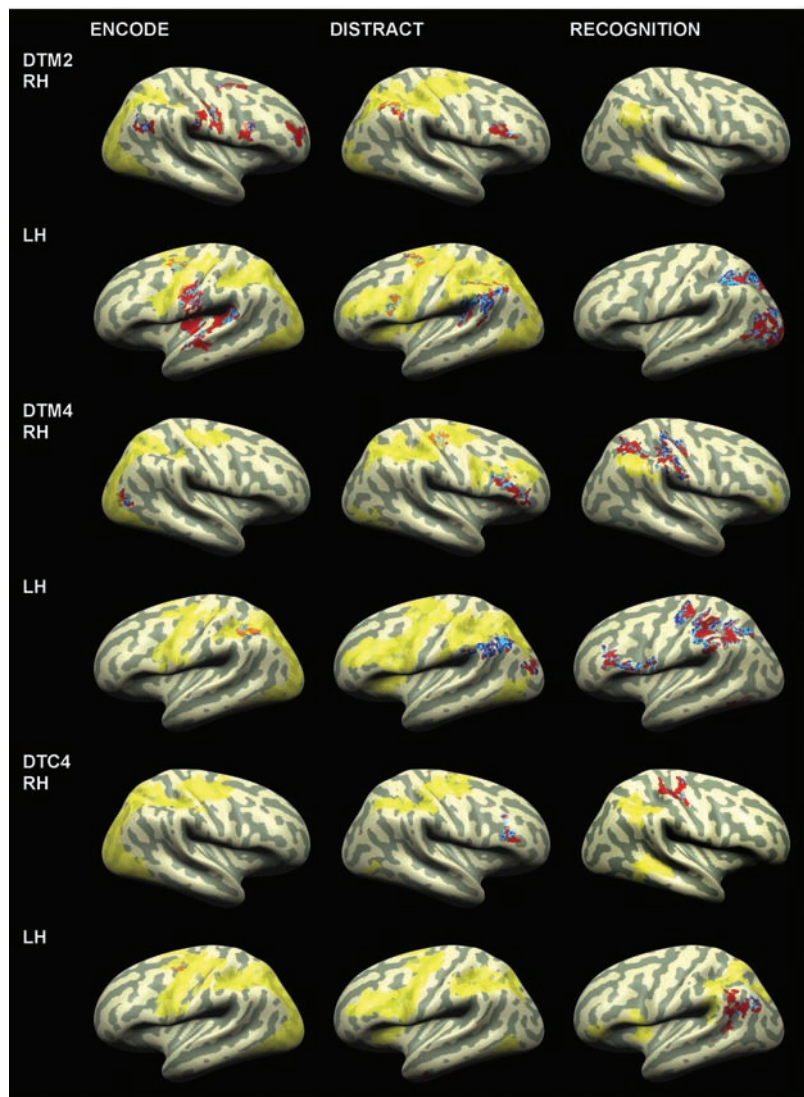 ENCODE DISTRACT RECOGNITION
DTM2
RH
LH
DTM4
RH
LH
DTC4
RH
LH